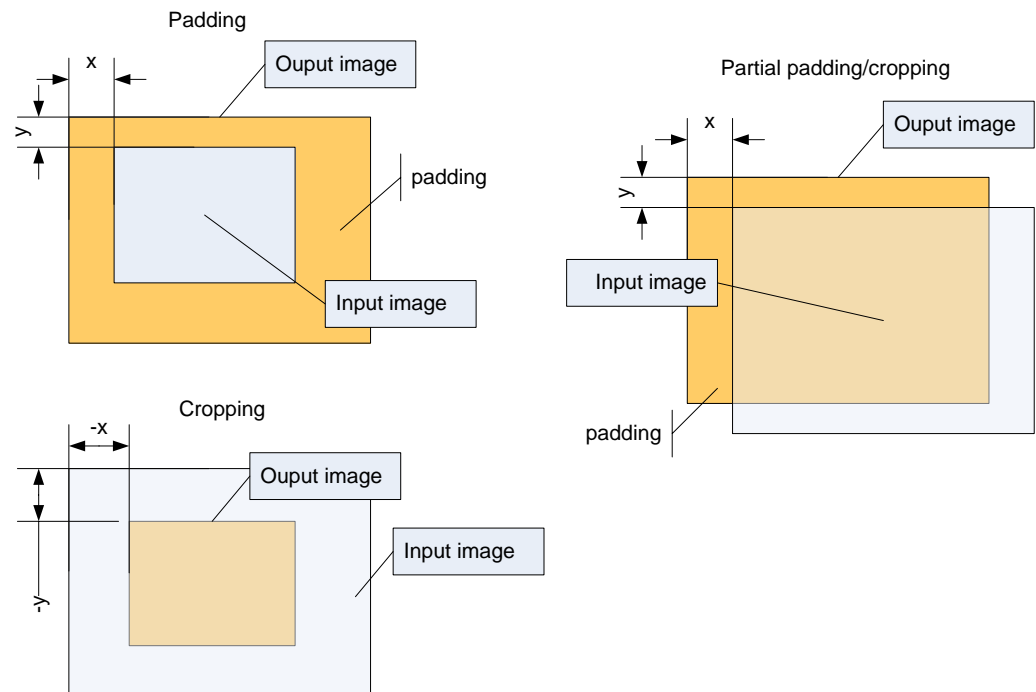 Padding
x
Ouput image
y
padding
Input image
Partial padding/cropping
x
Ouput image
y
Input image
padding
Cropping
-x
Ouput image
Input image
-y